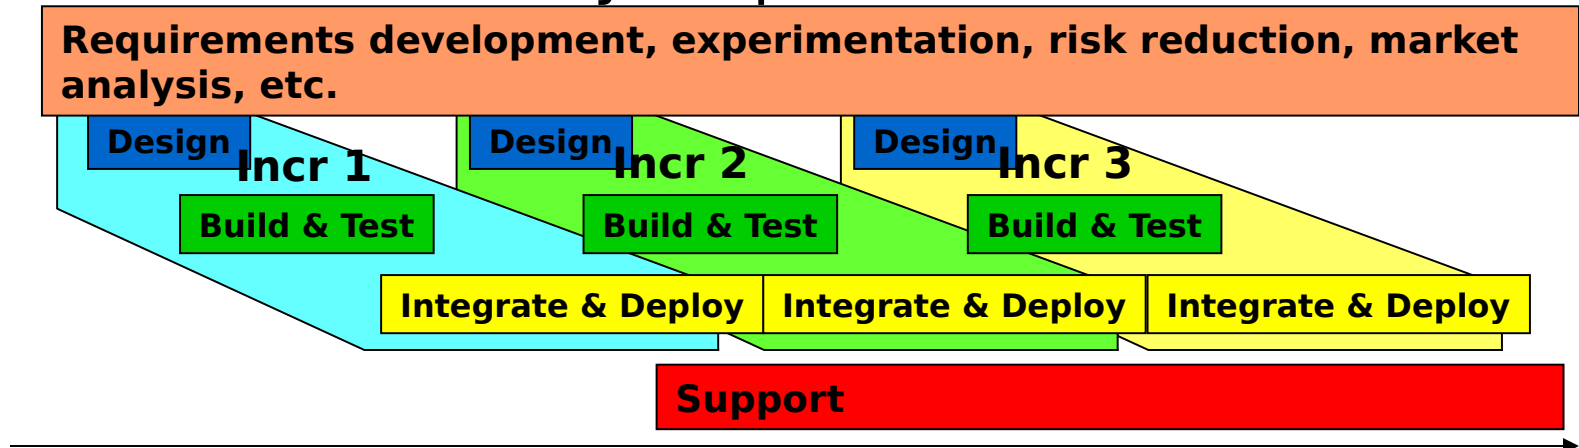 Requirements development, experimentation, risk reduction, market
analysis, etc.
Design
Incr 1
Build & Test
Integrate & Deploy
Design
Incr 2
Build & Test
Integrate & Deploy
Design
Incr 3
Build & Test
Integrate & Deploy
Support